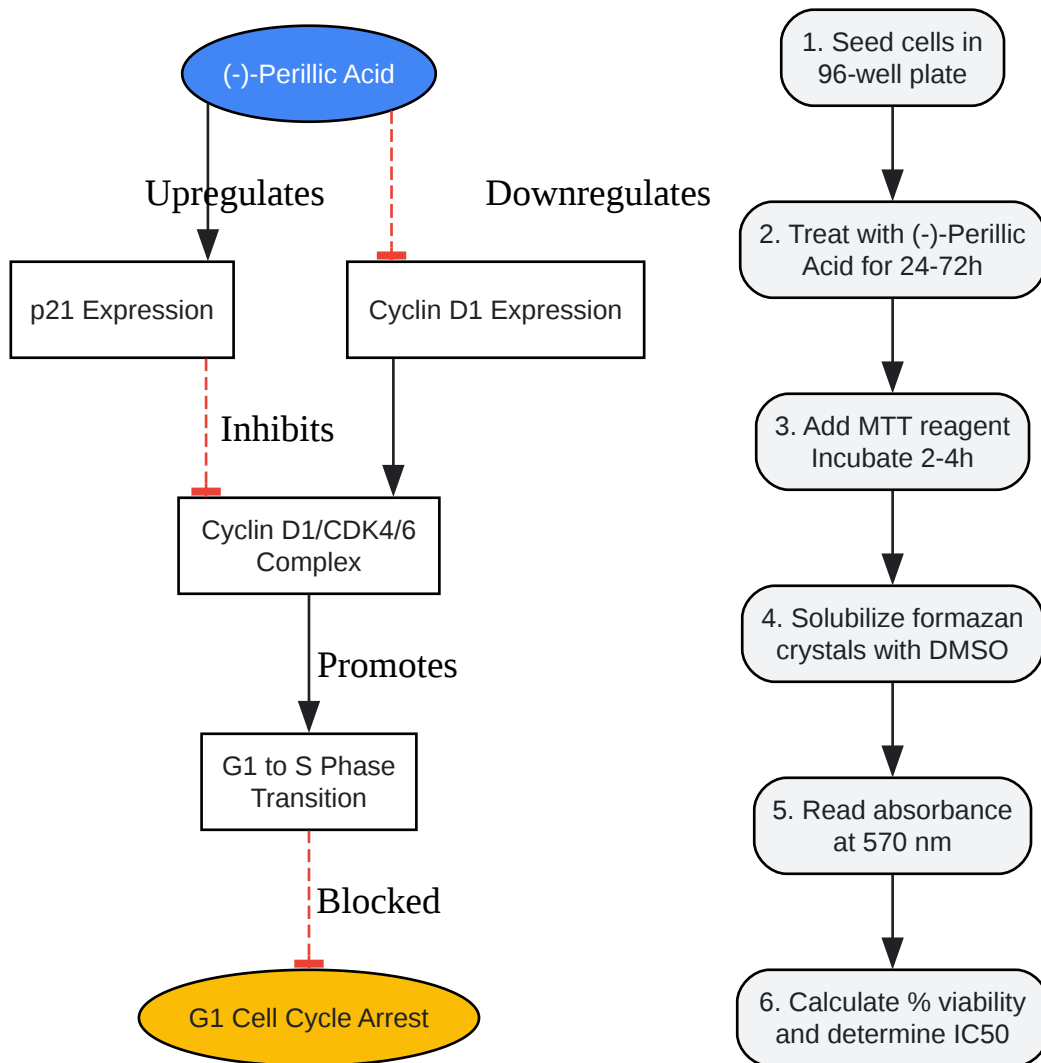 (-)-Perillic Acid
Upregulates
Downregulates
p21 Expression
Cyclin D1 Expression
Inhibits
Cyclin D1/CDK4/6
Complex
Promotes
G1 to S Phase
Transition
Blocked
G1 Cell Cycle Arrest
1. Seed cells in
96-well plate
2. Treat with (-)-Perillic
Acid for 24-72h
3. Add MTT reagent
Incubate 2-4h
4. Solubilize formazan
crystals with DMSO
5. Read absorbance
at 570 nm
6. Calculate % viability
and determine IC50